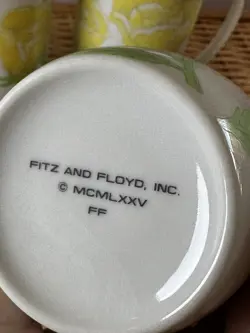 FITZ AND FLOYD, INC.
© MCMLXXV
FF